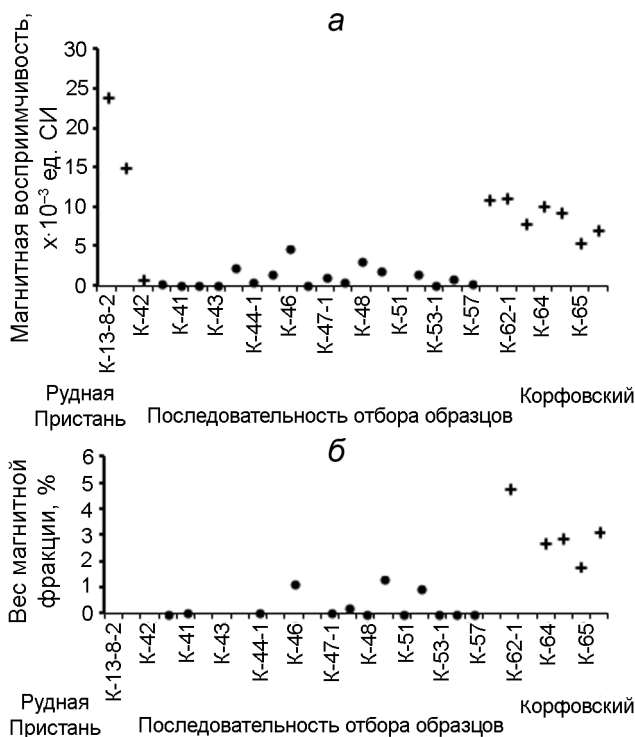 а
Магнитная восприимчивость,
х·10⁻³ ед. СИ
30
25
20
15
10
5
0
К-13-8-2
К-42
К-41
К-43
К-44-1
К-46
К-47-1
К-48
К-51
К-53-1
К-57
К-62-1
К-64
К-65
Рудная
Пристань
Последовательность отбора образцов
Корфовский
б
Вес магнитной
фракции, %
6
5
4
3
2
1
0
К-13-8-2
К-42
К-41
К-43
К-44-1
К-46
К-47-1
К-48
К-51
К-53-1
К-57
К-62-1
К-64
К-65
Рудная
Пристань
Последовательность отбора образцов
Корфовский